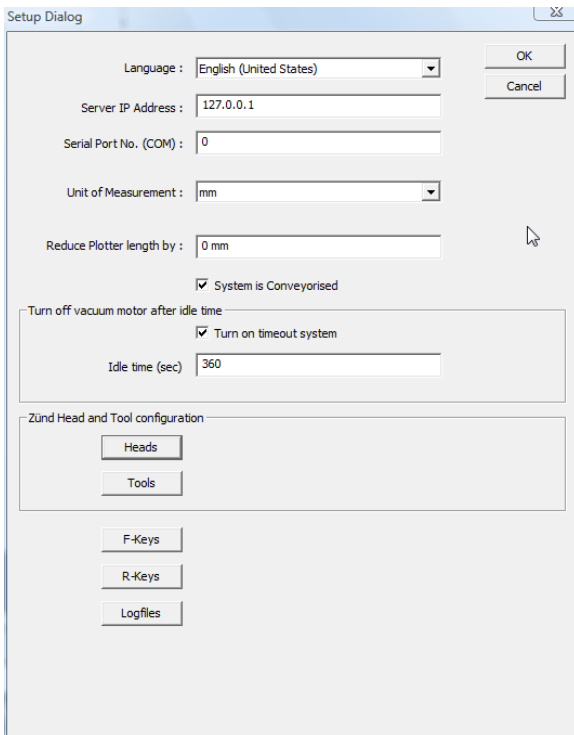 Setup Dialog
Language : English (United States)
OK
Server IP Address : 127.0.0.1
Cancel
Serial Port No. (COM) : 0
Unit of Measurement : mm
Reduce Plotter length by : 0 mm
System is Conveyorised
Turn off vacuum motor after idle time
Turn on timeout system
Idle time (sec) 360
Zünd Head and Tool configuration
Heads
Tools
F-Keys
R-Keys
Logfiles